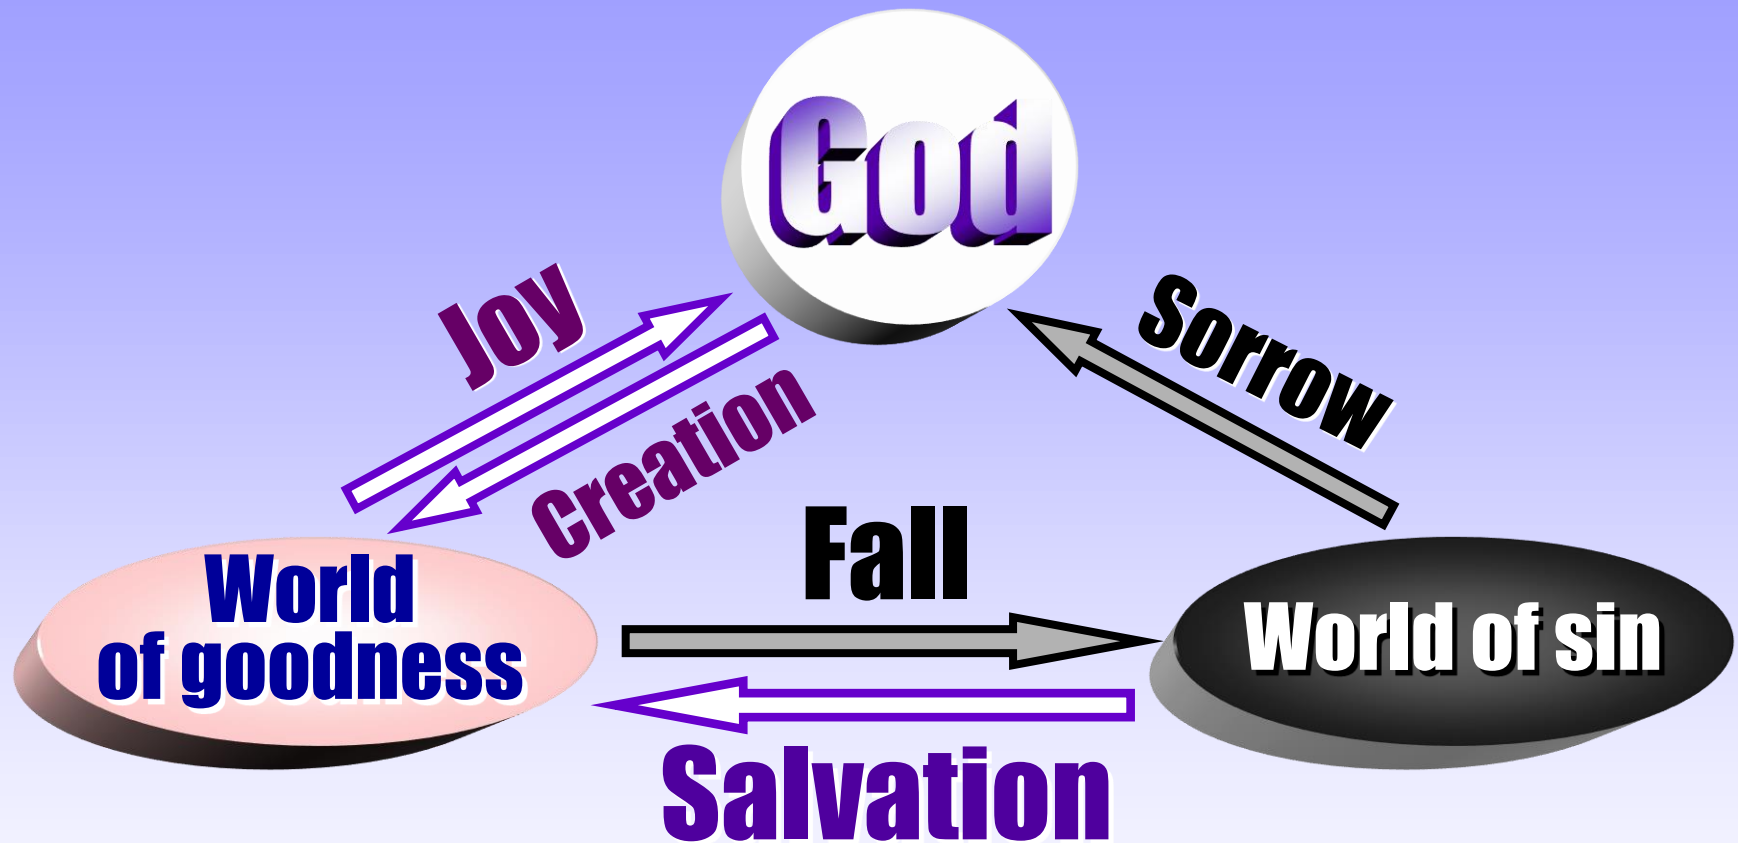 God
Joy
Sorrow
Creation
Fall
World
of goodness
World of sin
Salvation